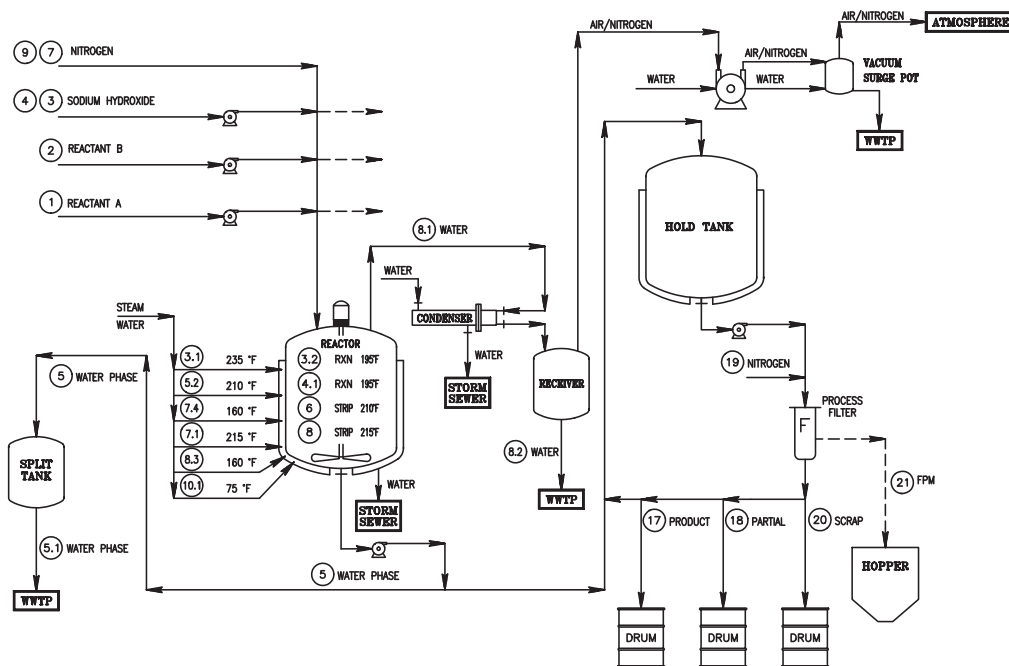 AIR/NITROGEN
ATMOSPHERE
9 7 NITROGEN
AIR/NITROGEN
AIR/NITROGEN
VACUUM
SURGE POT
WATER
WATER
4 3 SODIUM HYDROXIDE
WWTP
2 REACTANT B
1 REACTANT A
HOLD TANK
8.1 WATER
WATER
STEAM
WATER
CONDENSER
REACTOR
3.1 235 °F
3.2 RXN 195°F
5.2 210 °F
4.1 RXN 195°F
7.4 160 °F
6 STRIP 210°F
7.1 215 °F
8 STRIP 215°F
8.3 160 °F
10.1 75 °F
WATER
STORM
SEWER
RECEIVER
19 NITROGEN
PROCESS
FILTER
F
5 WATER PHASE
SPLIT
TANK
WATER
STORM
SEWER
8.2 WATER
WWTP
21 FPM
17 PRODUCT
18 PARTIAL
20 SCRAP
5.1 WATER PHASE
WWTP
5 WATER PHASE
HOPPER
DRUM
DRUM
DRUM